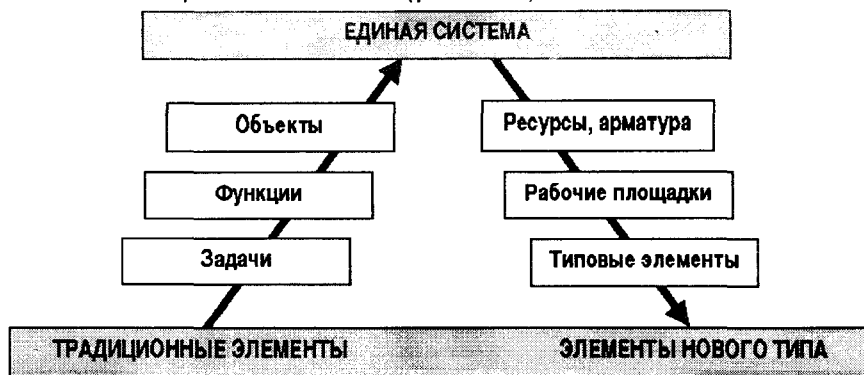 ЕДИНАЯ СИСТЕМА
Объекты
Ресурсы, арматура
Функции
Рабочие площадки
Задачи
Типовые элементы
ТРАДИЦИОННЫЕ ЭЛЕМЕНТЫ
ЭЛЕМЕНТЫ НОВОГО ТИПА